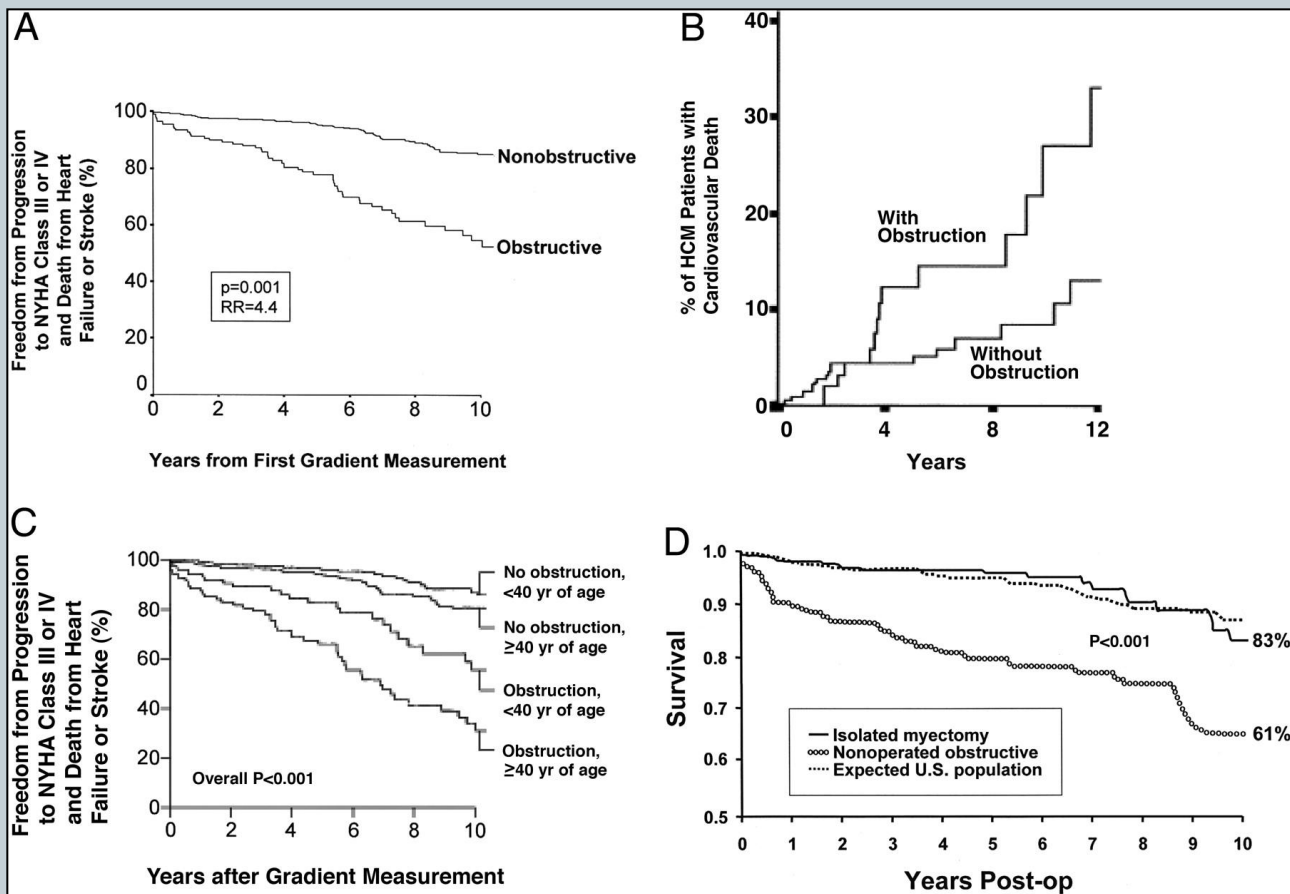 A
Freedom from Progression
to NYHA Class III or IV
and Death from Heart
Failure or Stroke (%)
100
80
60
40
20
0
Nonobstructive
Obstructive
p=0.001
RR=4.4
0 2 4 6 8 10
Years from First Gradient Measurement
B
% of HCM Patients with
Cardiovascular Death
40
30
20
10
0
With
Obstruction
Without
Obstruction
0 4 8 12
Years
C
Freedom from Progression
to NYHA Class III or IV
and Death from Heart
Failure or Stroke (%)
100
80
60
40
20
0
No obstruction,
<40 yr of age
No obstruction,
≥40 yr of age
Obstruction,
<40 yr of age
Obstruction,
≥40 yr of age
Overall P<0.001
0 2 4 6 8 10
Years after Gradient Measurement
D
Survival
1.0
0.9
0.8
0.7
0.6
0.5
P<0.001
83%
61%
Isolated myectomy
Nonoperated obstructive
Expected U.S. population
0 1 2 3 4 5 6 7 8 9 10
Years Post-op